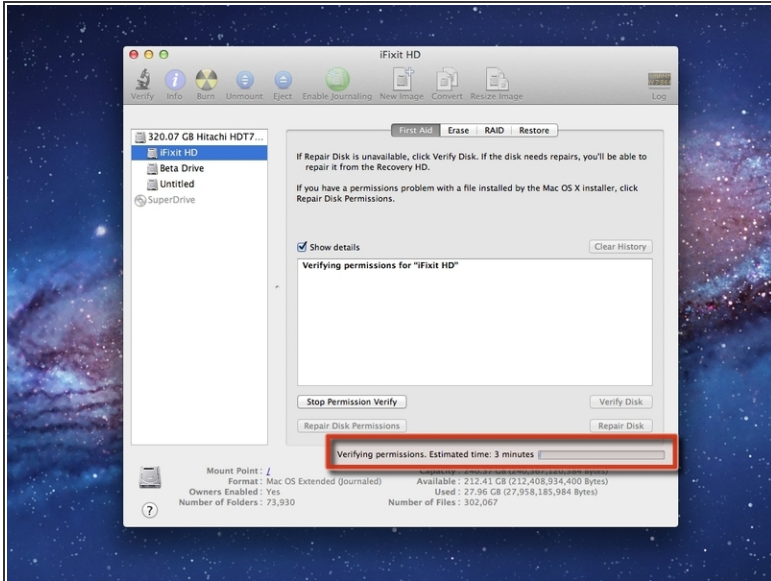 iFixit HD
Verify Info Burn Unmount Eject Enable Journaling New Image Convert Resize Image Log
320.07 GB Hitachi HDT7...
iFixit HD
Beta Drive
Untitled
SuperDrive
First Aid Erase RAID Restore
If Repair Disk is unavailable, click Verify Disk. If the disk needs repairs, you'll be able to
repair it from the Recovery HD.
If you have a permissions problem with a file installed by the Mac OS X installer, click
Repair Disk Permissions.
Show details Clear History
Verifying permissions for "iFixit HD"
Stop Permission Verify Verify Disk
Repair Disk Permissions Repair Disk
Verifying permissions. Estimated time: 3 minutes
Mount Point : /
Format : Mac OS Extended (Journaled)
Owners Enabled : Yes
Number of Folders : 73,930
Capacity :
Available : 212.41 GB (212,408,934,400 Bytes)
Used : 27.96 GB (27,958,185,984 Bytes)
Number of Files : 302,067
?